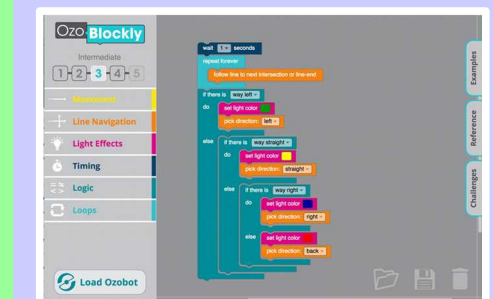 Ozo Blockly
Intermediate
1 - 2 - 3 - 4 - 5
Movement
Line Navigation
Light Effects
Timing
Logic
Loops
Load Ozobot
wait 1 seconds
repeat forever
follow line to next intersection or line-end
if there is way left
do set light color
pick direction: left
else if there is way straight
do set light color
pick direction: straight
else if there is way right
do set light color
pick direction: right
else set light color
pick direction: back
Examples
Reference
Challenges